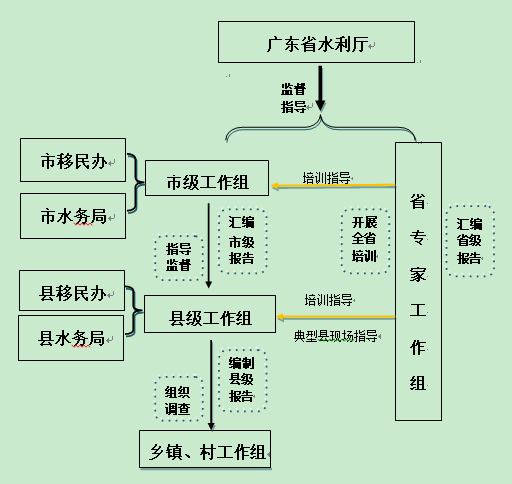 广东省水利厅
监督
指导
市移民办
市水务局
市级工作组
培训指导
省专家工作组
指导
监督
汇编
市级
报告
开展
全省
培训
汇编
省级
报告
县移民办
县水务局
县级工作组
培训指导
典型县现场指导
组织
调查
编制
县级
报告
乡镇、村工作组